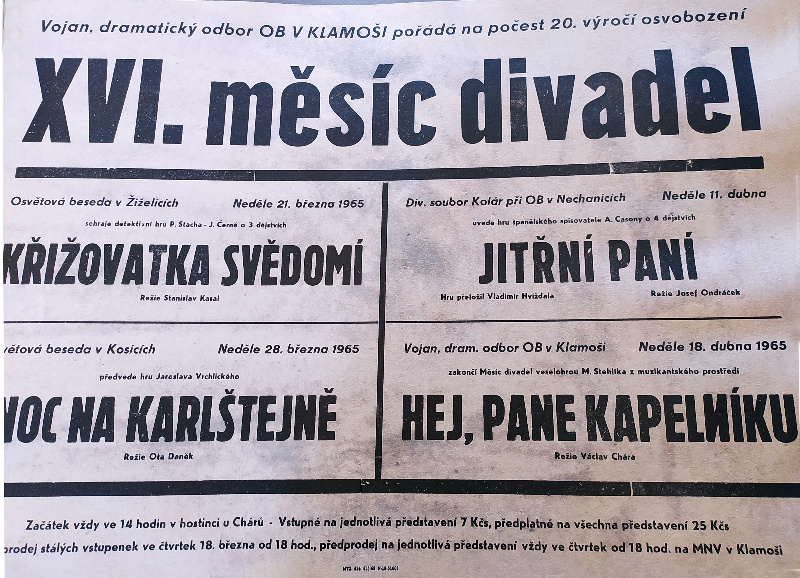 Vojan, dramatický odbor OB V KLAMOŠI pořádá na počest 20. výročí osvobození
XVI. měsíc divadel
Osvětová beseda v Žiželicích Neděle 21. března 1965
sehraje detektivní hru P. Stacha - J. Černé o 3 dějstvích
KŘIŽOVATKA SVĚDOMÍ
Režie Stanislav Kasal
Div. soubor Kolár při OB v Nechanicích Neděle 11. dubna
uvede hru španělského spisovatele A. Casony o 4 dějstvích
JITŘNÍ PANÍ
Hru přeložil Vladimír Hvížďala Režie Josef Ondráček
větová beseda v Kosicích Neděle 28. března 1965
předvede hru Jaroslava Vrchlického
NOC NA KARLŠTEJNĚ
Režie Ota Daněk
Vojan, dram. odbor OB v Klamoši Neděle 18. dubna 1965
zakončí Měsíc divadel veselohrou M. Stehlíka z muzikantského prostředí
HEJ, PANE KAPELNÍKU
Režie Václav Chára
Začátek vždy ve 14 hodin v hostinci u Chárů - Vstupné na jednotlivá představení 7 Kčs, předplatné na všechna představení 25 Kčs
prodej stálých vstupenek ve čtvrtek 18. března od 18 hod., předprodej na jednotlivá představení vždy ve čtvrtek od 18 hod. na MNV v Klamoši